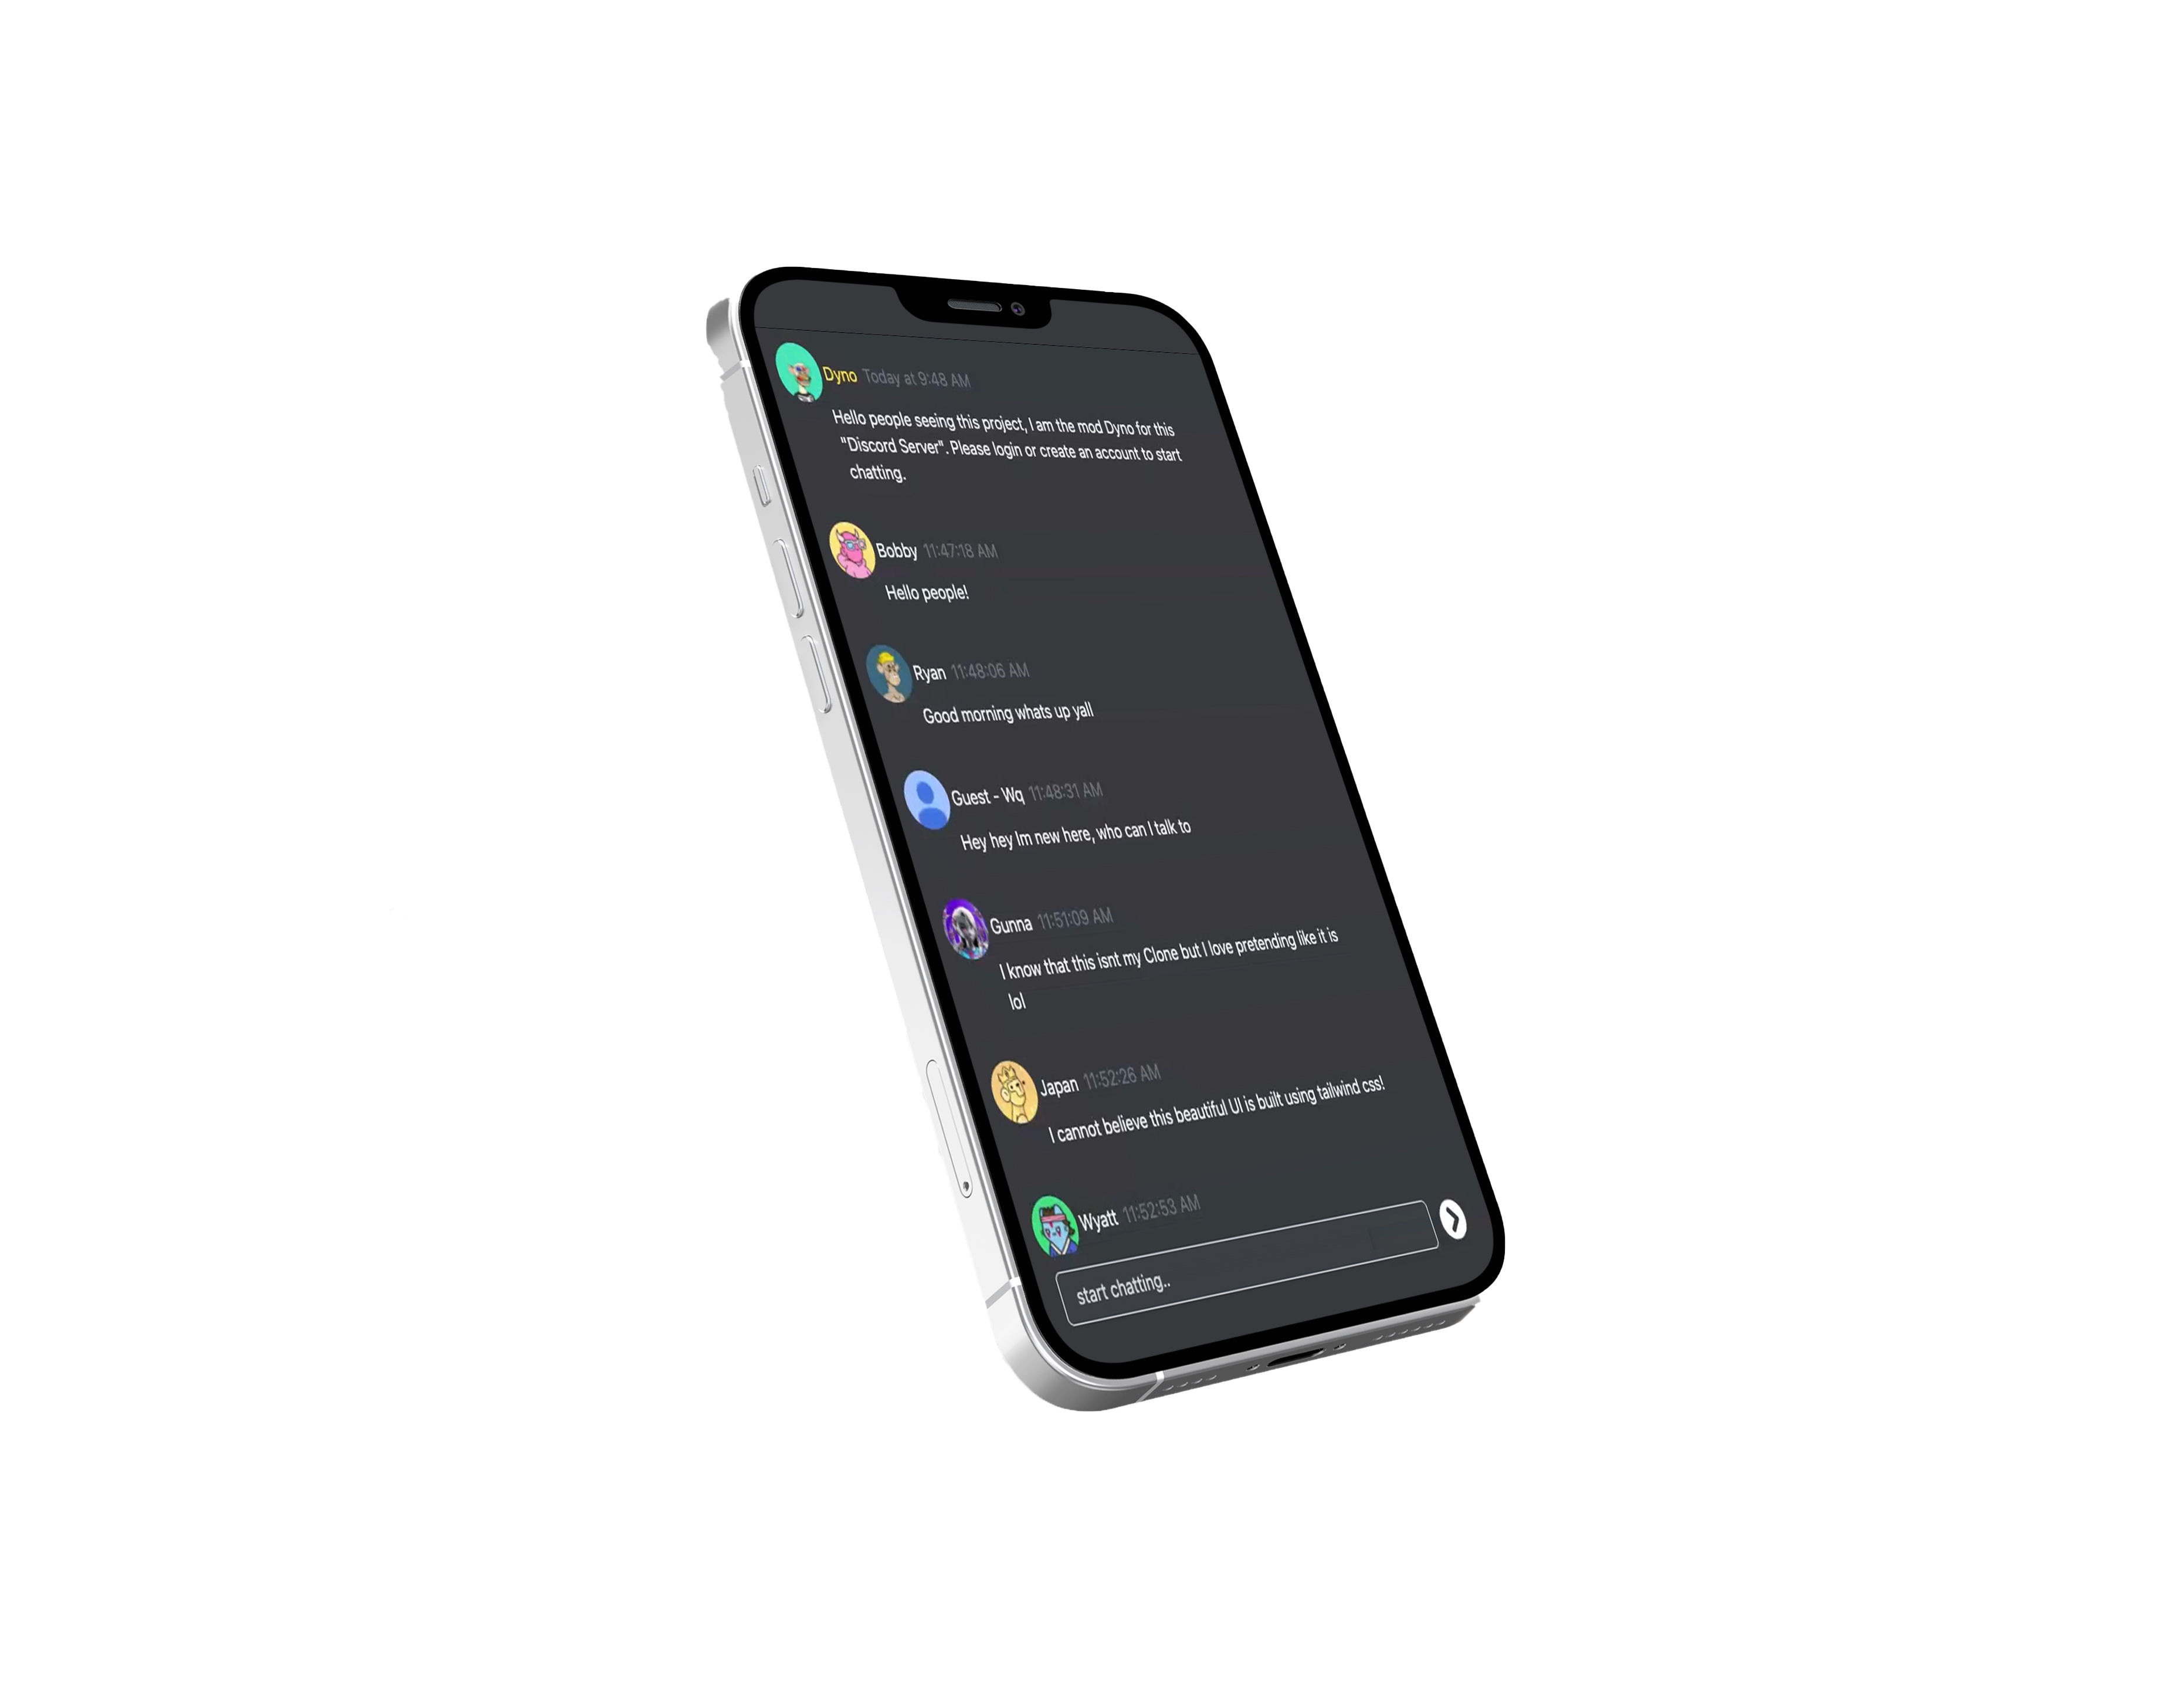 Dyno Today at 9:48 AM
Hello people seeing this project, I am the mod Dyno for this
"Discord Server". Please login or create an account to start
chatting.
Bobby 11:47:18 AM
Hello people!
Ryan 11:48:06 AM
Good morning whats up yall
Guest - Wq 11:48:31 AM
Hey hey Im new here, who can I talk to
Gunna 11:51:09 AM
I know that this isnt my Clone but I love pretending like it is
lol
Japan 11:52:26 AM
I cannot believe this beautiful UI is built using tailwind css!
Wyatt 11:52:53 AM
start chatting..